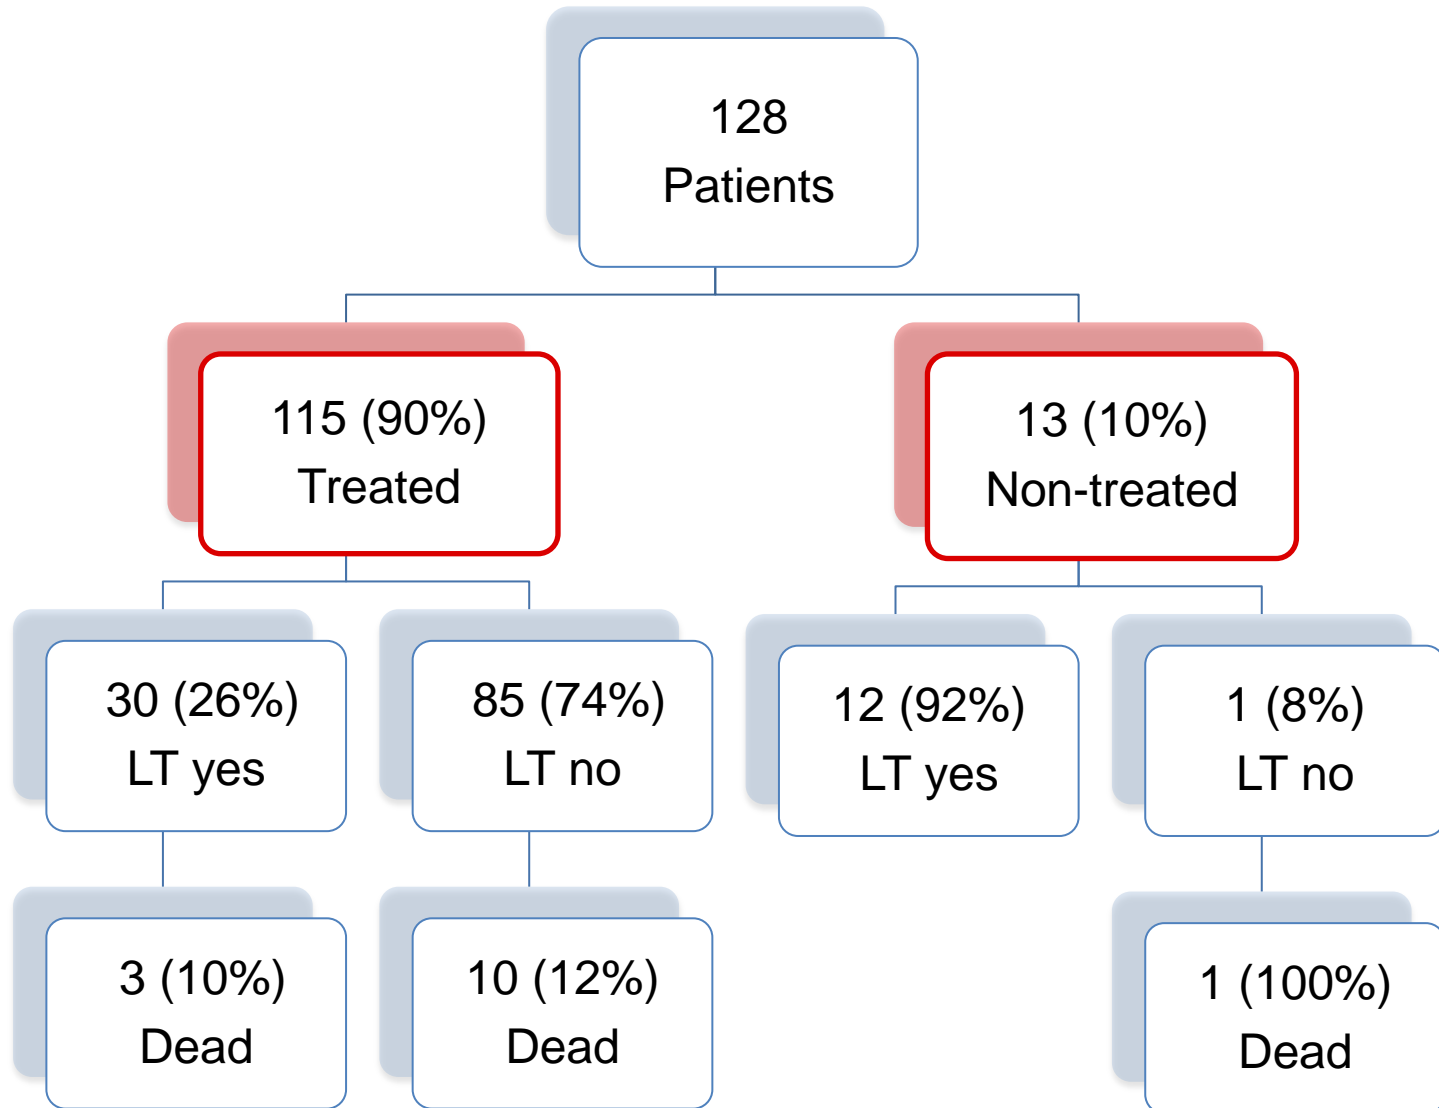 128
Patients
115 (90%)
Treated
13 (10%)
Non-treated
30 (26%)
LT yes
85 (74%)
LT no
12 (92%)
LT yes
1 (8%)
LT no
3 (10%)
Dead
10 (12%)
Dead
1 (100%)
Dead